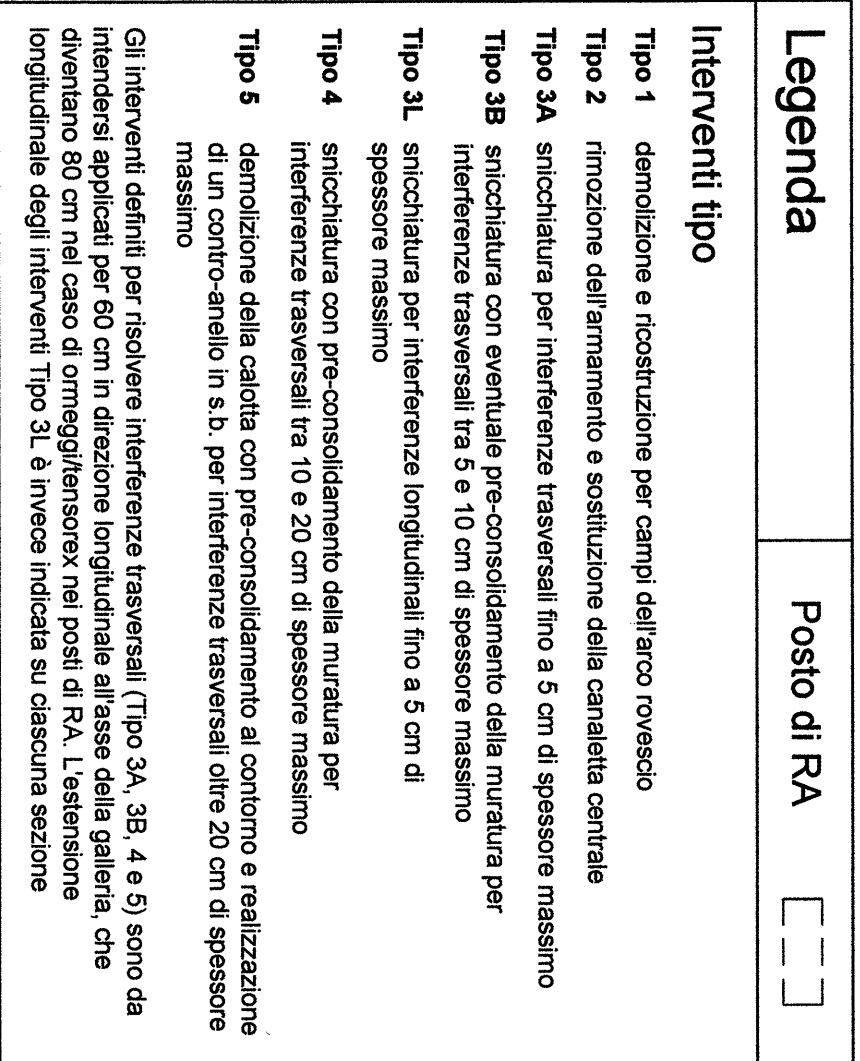 Legenda
Posto di RA
Interventi tipo
Tipo 1 demolizione e ricostruzione per campi dell'arco rovescio
Tipo 2 rimozione dell'armamento e sostituzione della canaletta centrale
Tipo 3A snicchiatura per interferenze trasversali fino a 5 cm di spessore massimo
Tipo 3B snicchiatura con eventuale pre-consolidamento della muratura per
interferenze trasversali tra 5 e 10 cm di spessore massimo
Tipo 3L snicchiatura per interferenze longitudinali fino a 5 cm di
spessore massimo
Tipo 4 snicchiatura con pre-consolidamento della muratura per
interferenze trasversali tra 10 e 20 cm di spessore massimo
Tipo 5 demolizione della calotta con pre-consolidamento al contorno e realizzazione
di un contro-anello in s.b. per interferenze trasversali oltre 20 cm di spessore
massimo
Gli interventi definiti per risolvere interferenze trasversali (Tipo 3A, 3B, 4 e 5) sono da
intendersi applicati per 60 cm in direzione longitudinale all'asse della galleria, che
diventano 80 cm nel caso di ormeggi/tensorex nei posti di RA. L'estensione
longitudinale degli interventi Tipo 3L è invece indicata su ciascuna sezione